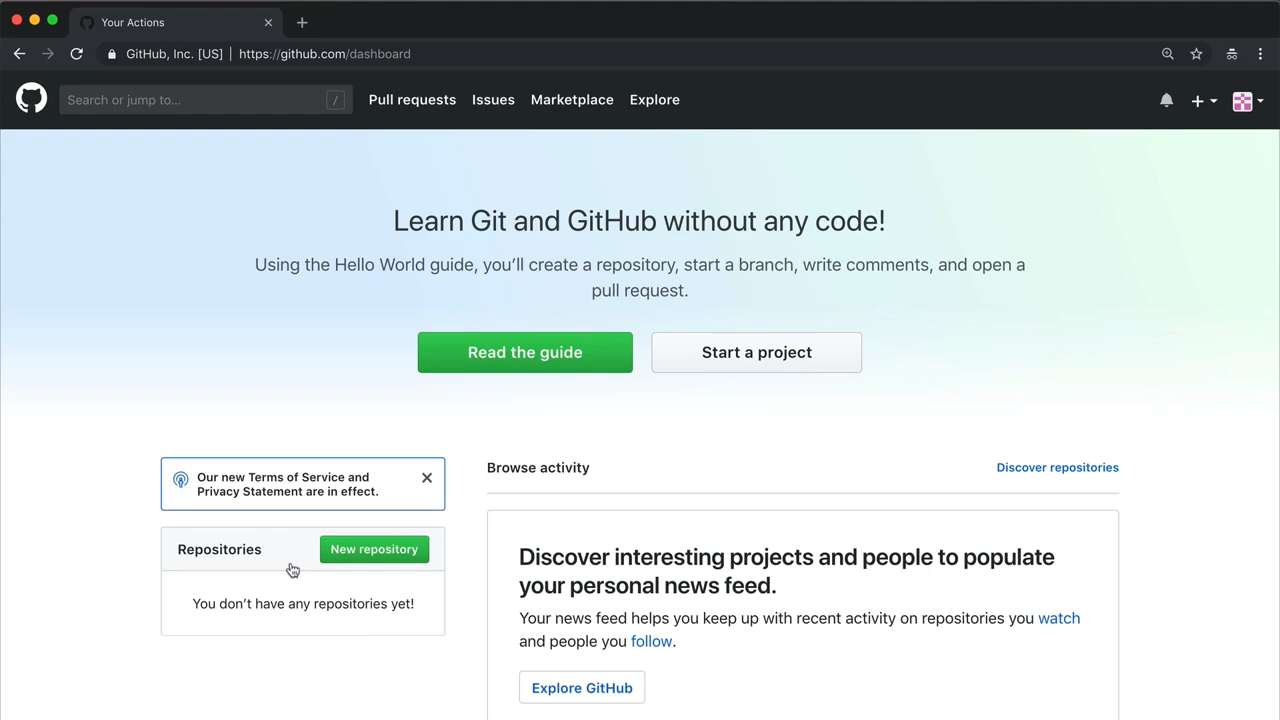 Your Actions
GitHub, Inc. [US] | https://github.com/dashboard
Search or jump to... /
Pull requests Issues Marketplace Explore
Learn Git and GitHub without any code!
Using the Hello World guide, you’ll create a repository, start a branch, write comments, and open a
pull request.
Read the guide
Start a project
Our new Terms of Service and
Privacy Statement are in effect.
Repositories
New repository
You don’t have any repositories yet!
Browse activity
Discover repositories
Discover interesting projects and people to populate
your personal news feed.
Your news feed helps you keep up with recent activity on repositories you watch
and people you follow.
Explore GitHub